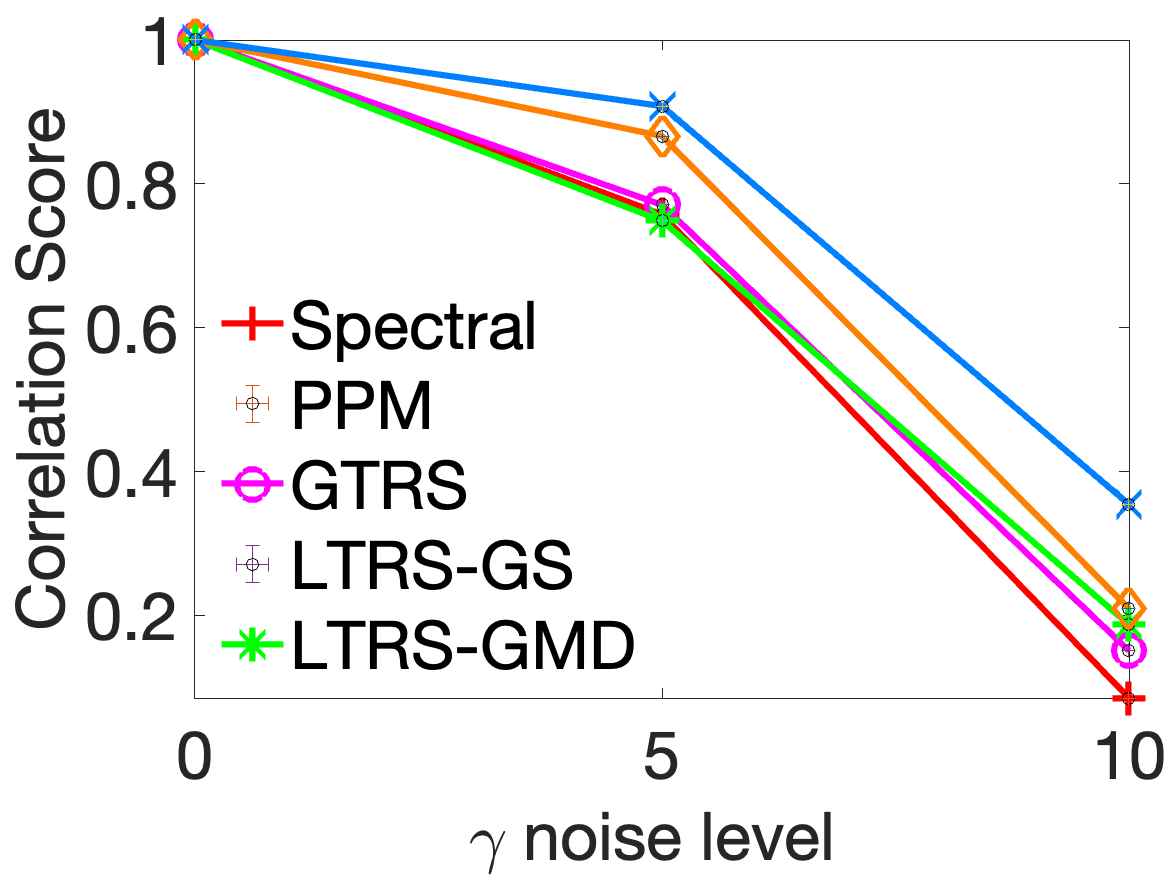 1
0.8
0.6
0.4
0.2
Correlation Score
Spectral
PPM
GTRS
LTRS-GS
LTRS-GMD
0 5 10
γ noise level